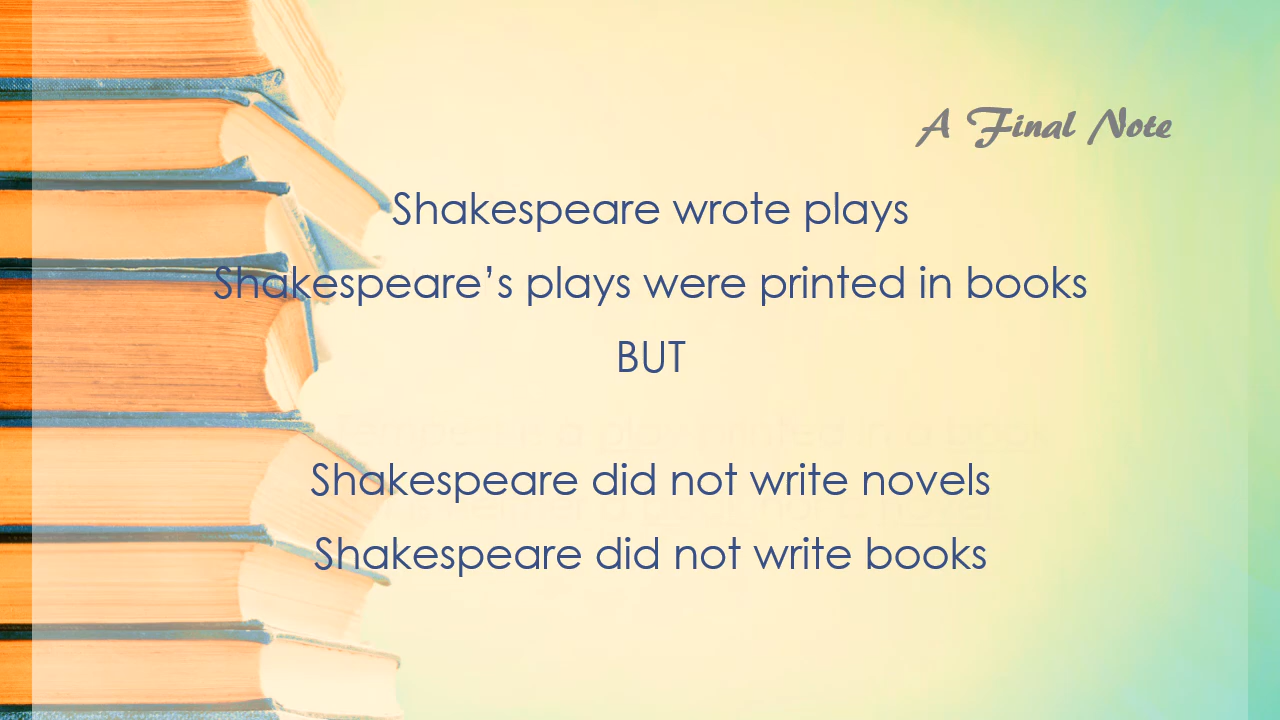 A Final Note
Shakespeare wrote plays
Shakespeare’s plays were printed in books
BUT
Shakespeare did not write novels
Shakespeare did not write books